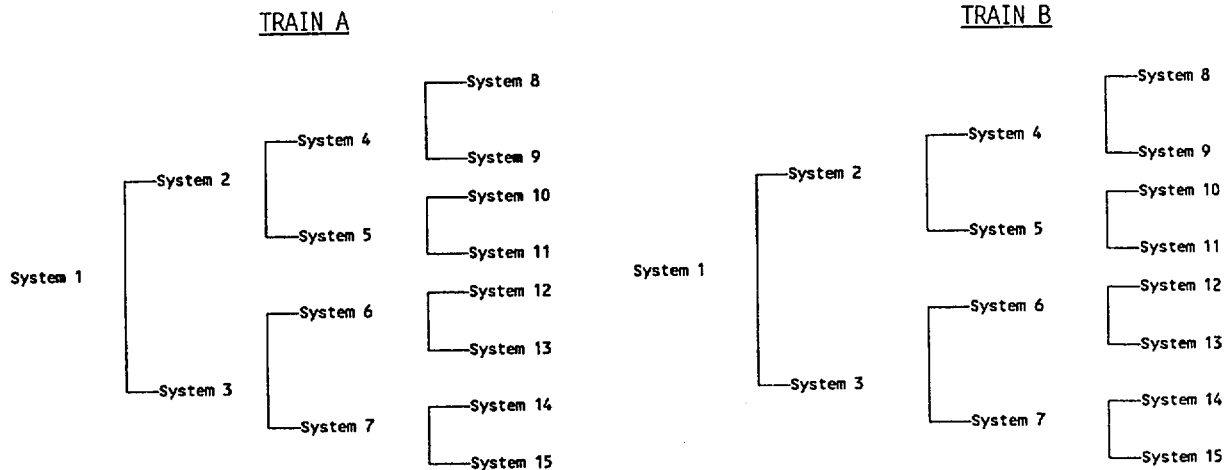 TRAIN A
System 1
System 2
System 3
System 4
System 5
System 6
System 7
System 8
System 9
System 10
System 11
System 12
System 13
System 14
System 15
TRAIN B
System 1
System 2
System 3
System 4
System 5
System 6
System 7
System 8
System 9
System 10
System 11
System 12
System 13
System 14
System 15